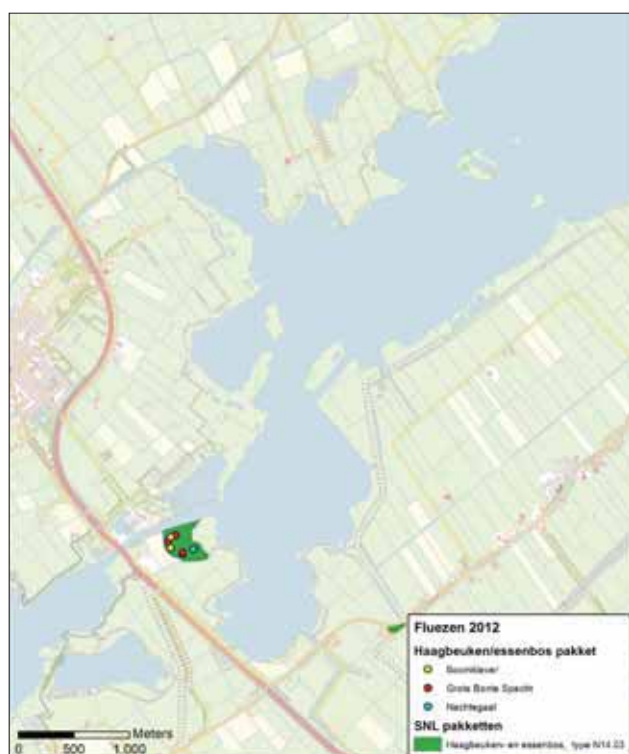 Fluezen 2012
Haagbeuken/essenbos pakket
Boomklever
Grote Bonte Specht
Nachtegaal
SNL pakketten
Haagbeuken- en essenbos, type N14.03
Meters
0 500 1.000